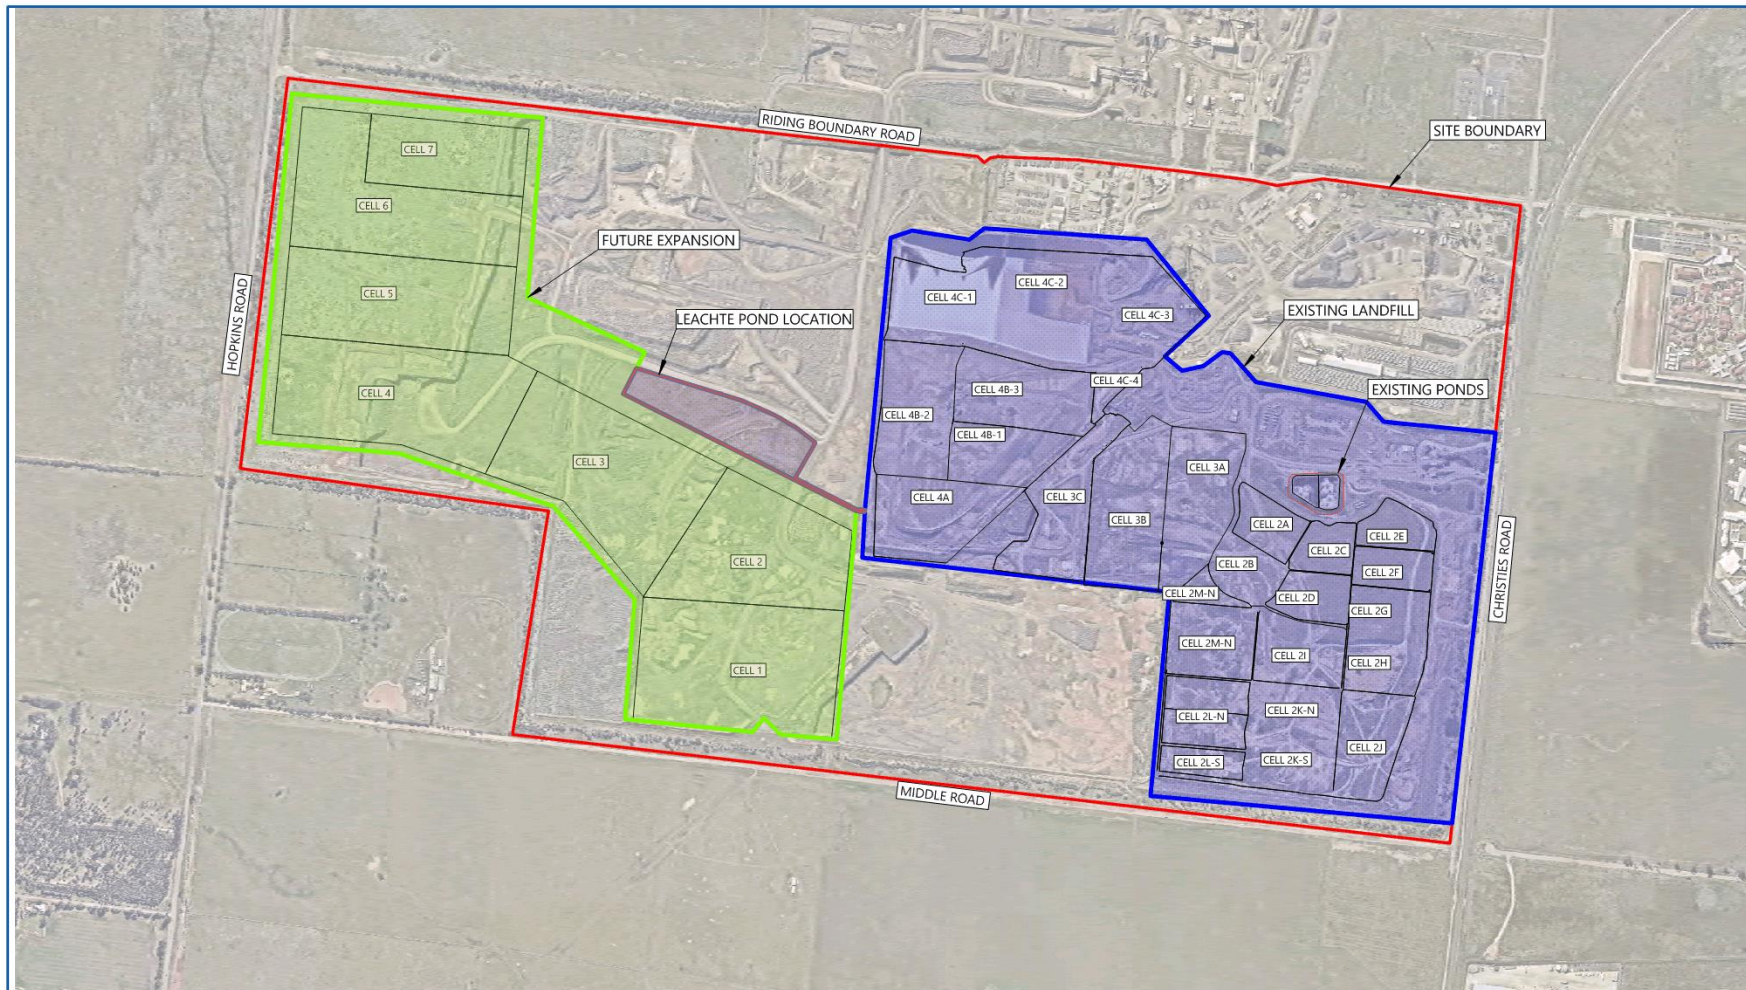 RIDING BOUNDARY ROAD
SITE BOUNDARY
CELL 7
CELL 6
FUTURE EXPANSION
CELL 4C-2
CELL 5
CELL 4C-1
CELL 4C-3
EXISTING LANDFILL
HOPKINS ROAD
LEACHTE POND LOCATION
CELL 4C-4
EXISTING PONDS
CELL 4B-3
CELL 4
CELL 4B-2
CELL 4B-1
CELL 3
CELL 3A
CELL 4A
CELL 3C
CELL 3B
CELL 2A
CELL 2E
CELL 2C
CELL 2
CELL 2B
CELL 2F
CHRISTIES ROAD
CELL 2M-N
CELL 2D
CELL 2G
CELL 2M-N
CELL 2I
CELL 2H
CELL 1
CELL 2L-N
CELL 2K-N
CELL 2J
CELL 2L-S
CELL 2K-S
MIDDLE ROAD